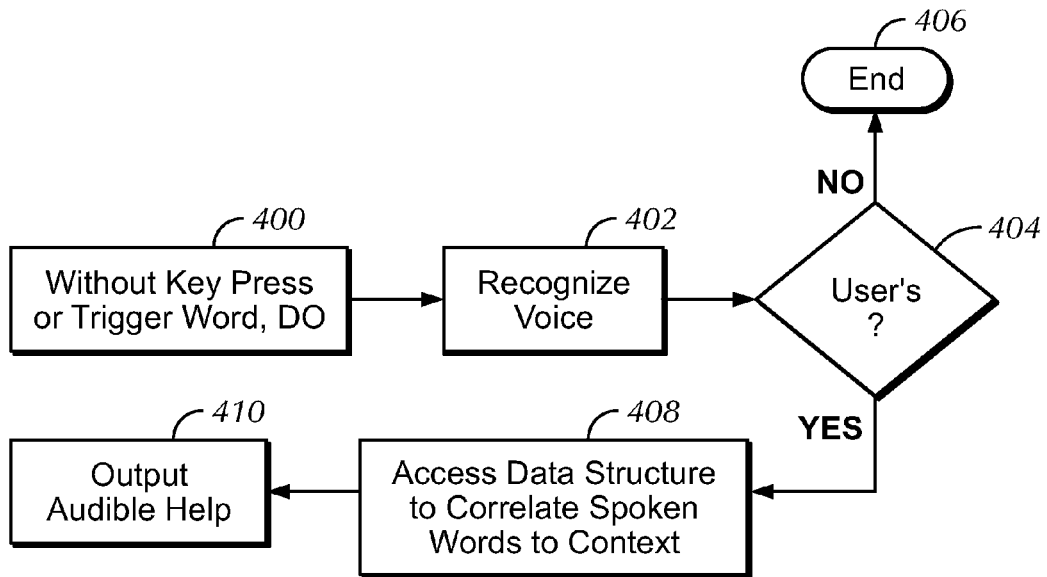 406
End
NO
400
402
404
Without Key Press
or Trigger Word, DO
Recognize
Voice
User's
?
YES
410
408
Output
Audible Help
Access Data Structure
to Correlate Spoken
Words to Context